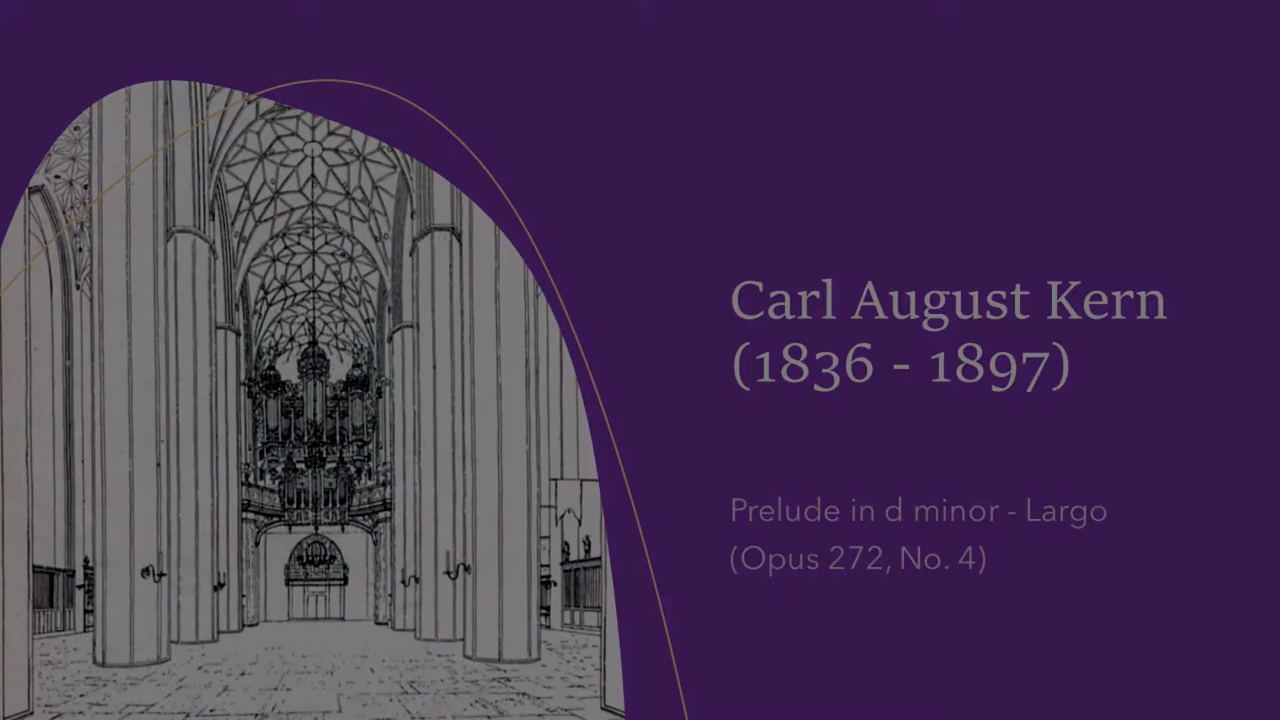 Carl August Kern
(1836 - 1897)
Prelude in d minor - Largo
(Opus 272, No. 4)